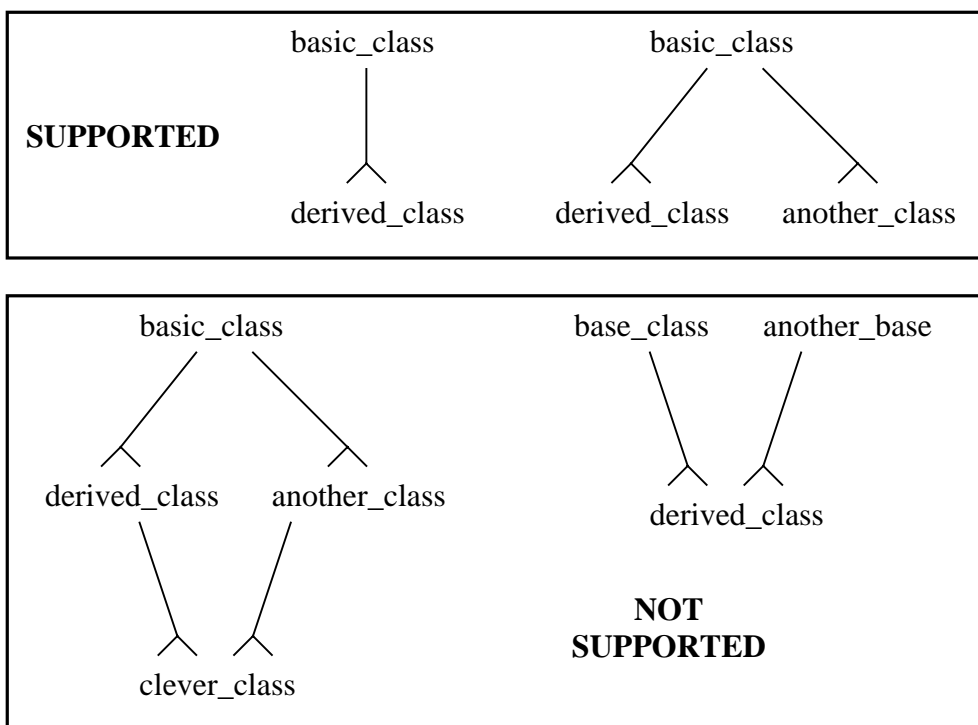 basic_class basic_class
SUPPORTED
derived_class derived_class another_class
basic_class base_class another_base
derived_class another_class
derived_class
NOT
SUPPORTED
clever_class